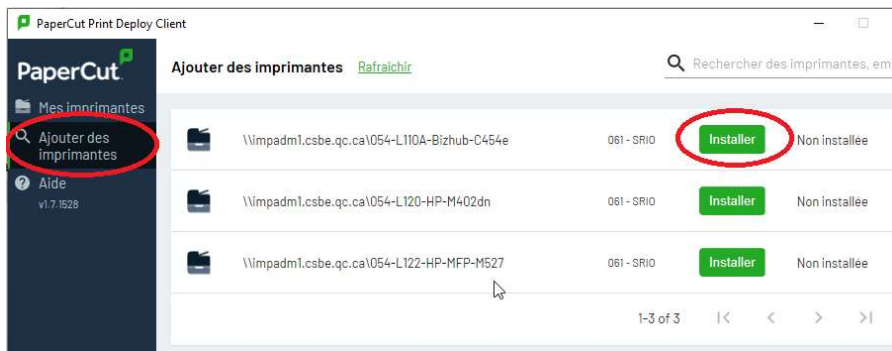 PaperCut Print Deploy Client
PaperCut
Mes imprimantes
Ajouter des
imprimantes
Aide
v1.7.1528
Ajouter des imprimantes Rafraichir
Rechercher des imprimantes, em
\\impadm1.csbe.qc.ca\054-L110A-Bizhub-C454e 061 - SRIO Installer Non installée
\\impadm1.csbe.qc.ca\054-L120-HP-M402dn 061 - SRIO Installer Non installée
\\impadm1.csbe.qc.ca\054-L122-HP-MFP-M527 061 - SRIO Installer Non installée
1-3 of 3